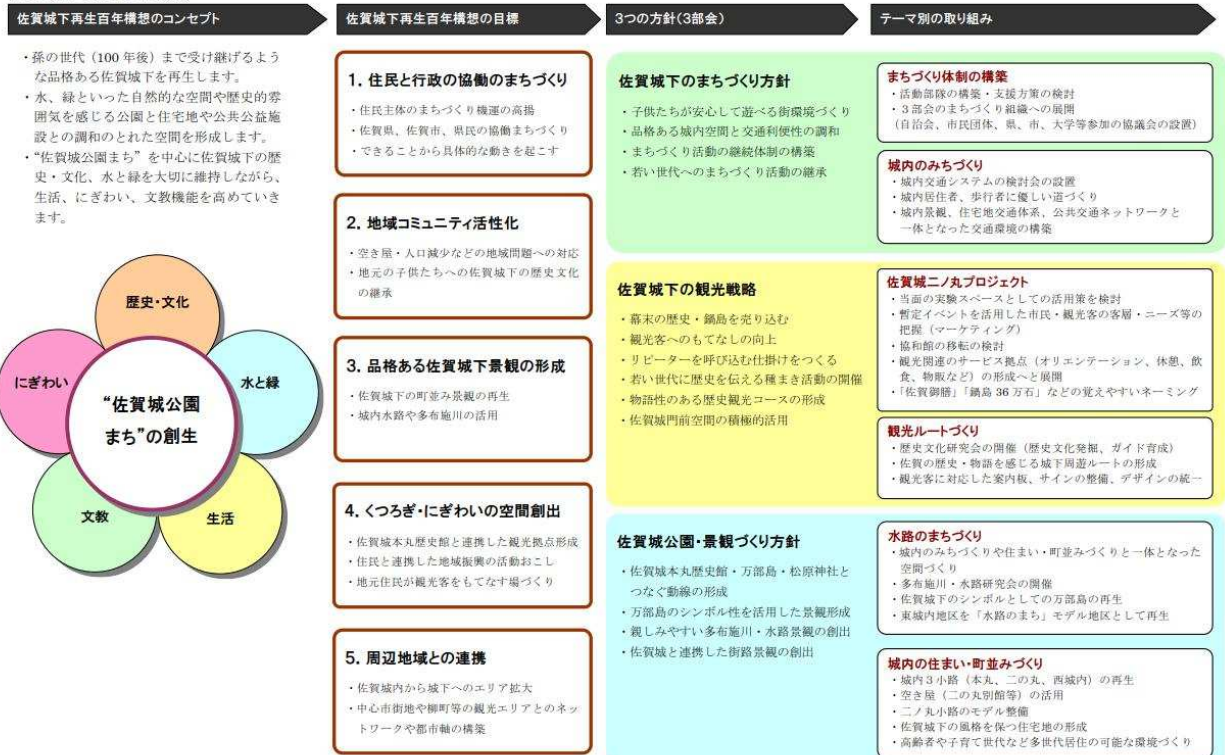 佐賀城下再生百年構想のコンセプト
・孫の世代（100 年後）まで受け継げるよう
な品格ある佐賀城下を再生します。
・水、緑といった自然的な空間や歴史的雰
囲気を感じる公園と住宅地や公共公益施
設との調和のとれた空間を形成します。
・“佐賀城公園まち”を中心に佐賀城下の歴
史・文化、水と緑を大切に維持しながら、
生活、にぎわい、文教機能を高めていき
ます。
歴史・文化
にぎわい
水と緑
“佐賀城公園
まち”の創生
文教
生活
佐賀城下再生百年構想の目標
1. 住民と行政の協働のまちづくり
・住民主体のまちづくり機運の高揚
・佐賀県、佐賀市、県民の協働まちづくり
・できることから具体的な動きを起こす
2. 地域コミュニティ活性化
・空き屋・人口減少などの地域問題への対応
・地元の子供たちへの佐賀城下の歴史文化
の継承
3. 品格ある佐賀城下景観の形成
・佐賀城下の町並み景観の再生
・城内水路や多布施川の活用
4. くつろぎ・にぎわいの空間創出
・佐賀城本丸歴史館と連携した観光拠点形成
・住民と連携した地域振興の活動おこし
・地元住民が観光客をもてなす場づくり
5. 周辺地域との連携
・佐賀城内から城下へのエリア拡大
・中心市街地や柳町等の観光エリアとのネッ
トワークや都市軸の構築
3つの方針（3部会）
佐賀城下のまちづくり方針
・子供たちが安心して遊べる街環境づくり
・品格ある城内空間と交通利便性の調和
・まちづくり活動の継続体制の構築
・若い世代へのまちづくり活動の継承
佐賀城下の観光戦略
・幕末の歴史・鍋島を売り込む
・観光客へのもてなしの向上
・リピーターを呼び込む仕掛けをつくる
・若い世代に歴史を伝える種まき活動の開催
・物語性のある歴史観光コースの形成
・佐賀城門前空間の積極的活用
佐賀城公園・景観づくり方針
・佐賀城本丸歴史館・万部島・松原神社と
つなぐ動線の形成
・万部島のシンボル性を活用した景観形成
・親しみやすい多布施川・水路景観の創出
・佐賀城と連携した街路景観の創出
テーマ別の取り組み
まちづくり体制の構築
・活動部隊の構築・支援方策の検討
・３部会のまちづくり組織への展開
（自治会、市民団体、県、市、大学等参加の協議会の設置）
城内のみちづくり
・城内交通システムの検討会の設置
・城内居住者、歩行者に優しい道づくり
・城内景観、住宅地交通体系、公共交通ネットワークと
一体となった交通環境の構築
佐賀城二ノ丸プロジェクト
・当面の実験スペースとしての活用策を検討
・暫定イベントを活用した市民・観光客の客層・ニーズ等の
把握（マーケティング）
・協和館の移転の検討
・観光関連のサービス拠点（オリエンテーション、休憩、飲
食、物販など）の形成へと展開
・「佐賀御膳」「鍋島 36 万石」などの覚えやすいネーミング
観光ルートづくり
・歴史文化研究会の開催（歴史文化発掘、ガイド育成）
・佐賀の歴史・物語を感じる城下周遊ルートの形成
・観光客に対応した案内板、サインの整備、デザインの統一
水路のまちづくり
・城内のみちづくりや住まい・町並みづくりと一体となった
空間づくり
・多布施川・水路研究会の開催
・佐賀城下のシンボルとしての万部島の再生
・東城内地区を「水路のまち」モデル地区として再生
城内の住まい・町並みづくり
・城内３小路（本丸、二の丸、西城内）の再生
・空き屋（二の丸別館等）の活用
・二ノ丸小路のモデル整備
・佐賀城下の風格を保つ住宅地の形成
・高齢者や子育て世代など多世代居住の可能な環境づくり